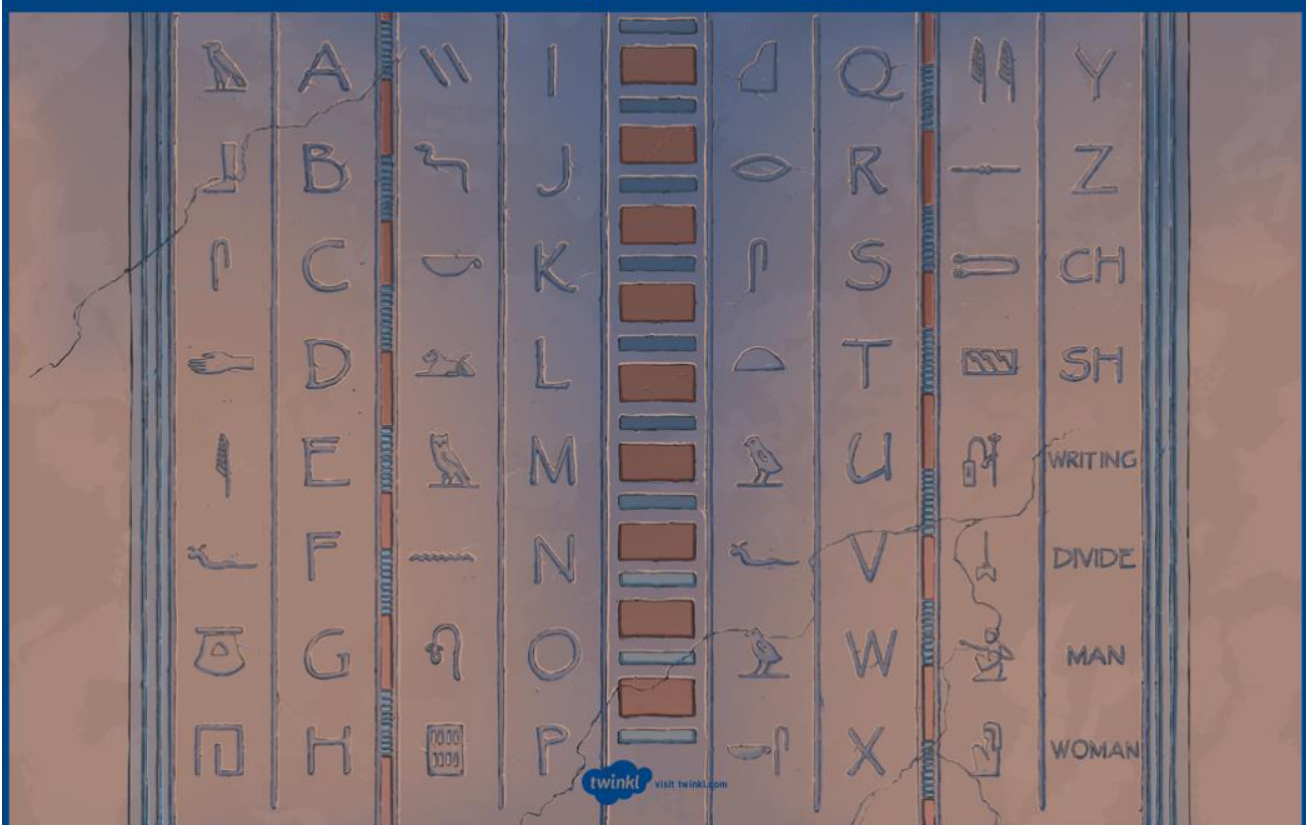 A I Q Y
B J R Z
C K S CH
D L T SH
E M U WRITING
F N V DIVIDE
G O W MAN
H P X WOMAN
twinkl visit twinkl.com